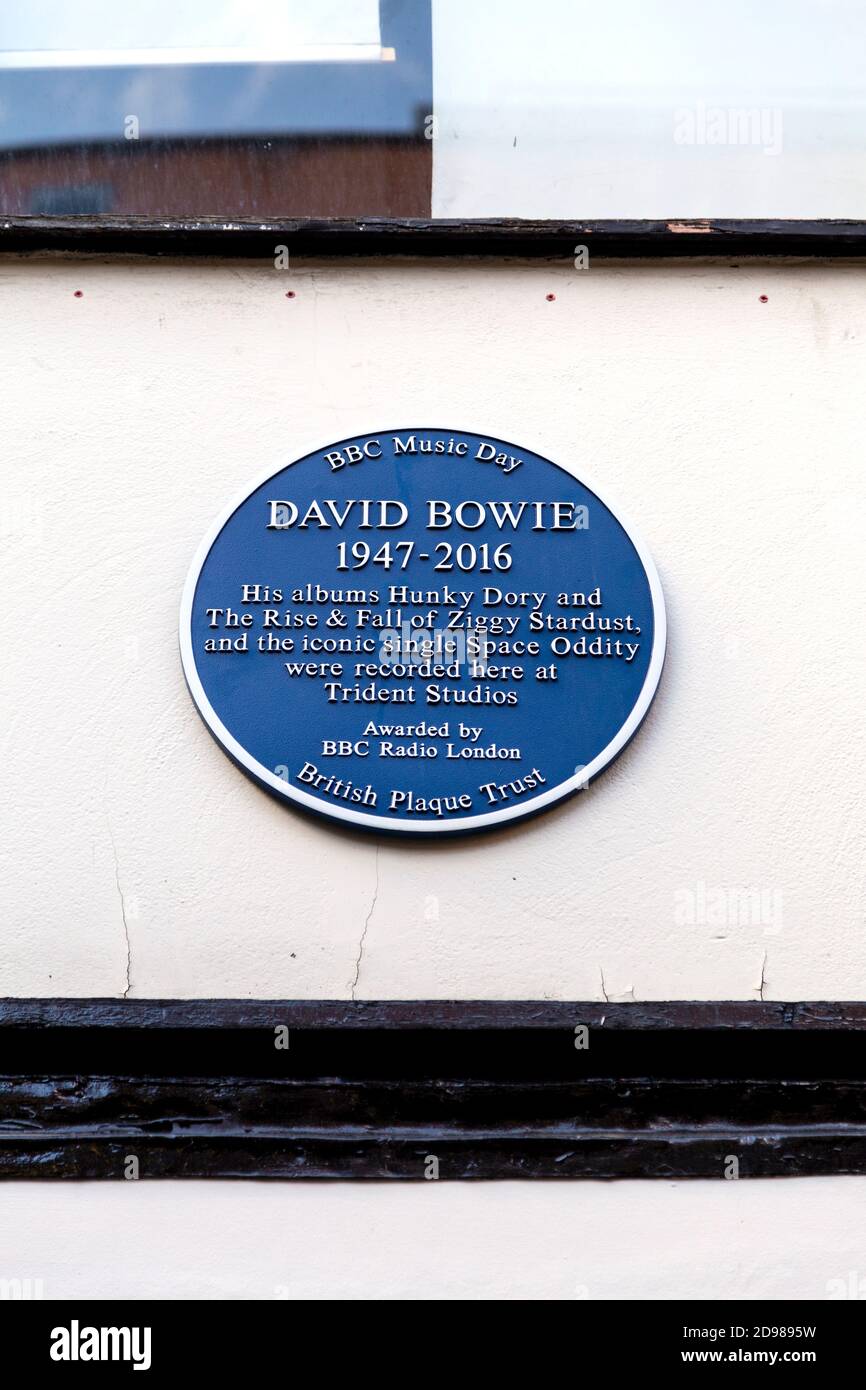 BBC Music Day
DAVID BOWIE
1947-2016
His albums Hunky Dory and
The Rise & Fall of Ziggy Stardust,
and the iconic single Space Oddity
were recorded here at
Trident Studios
Awarded by
BBC Radio London
British Plaque Trust
alamy
Image ID: 2D9895W
www.alamy.com